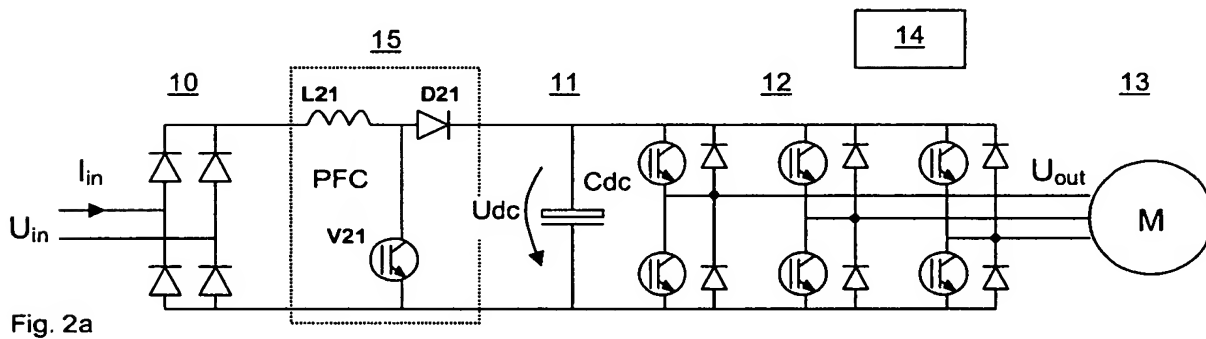 15
14
10
L21
D21
11
12
13
I_in
PFC
Udc
Cdc
U_out
U_in
V21
M
Fig. 2a